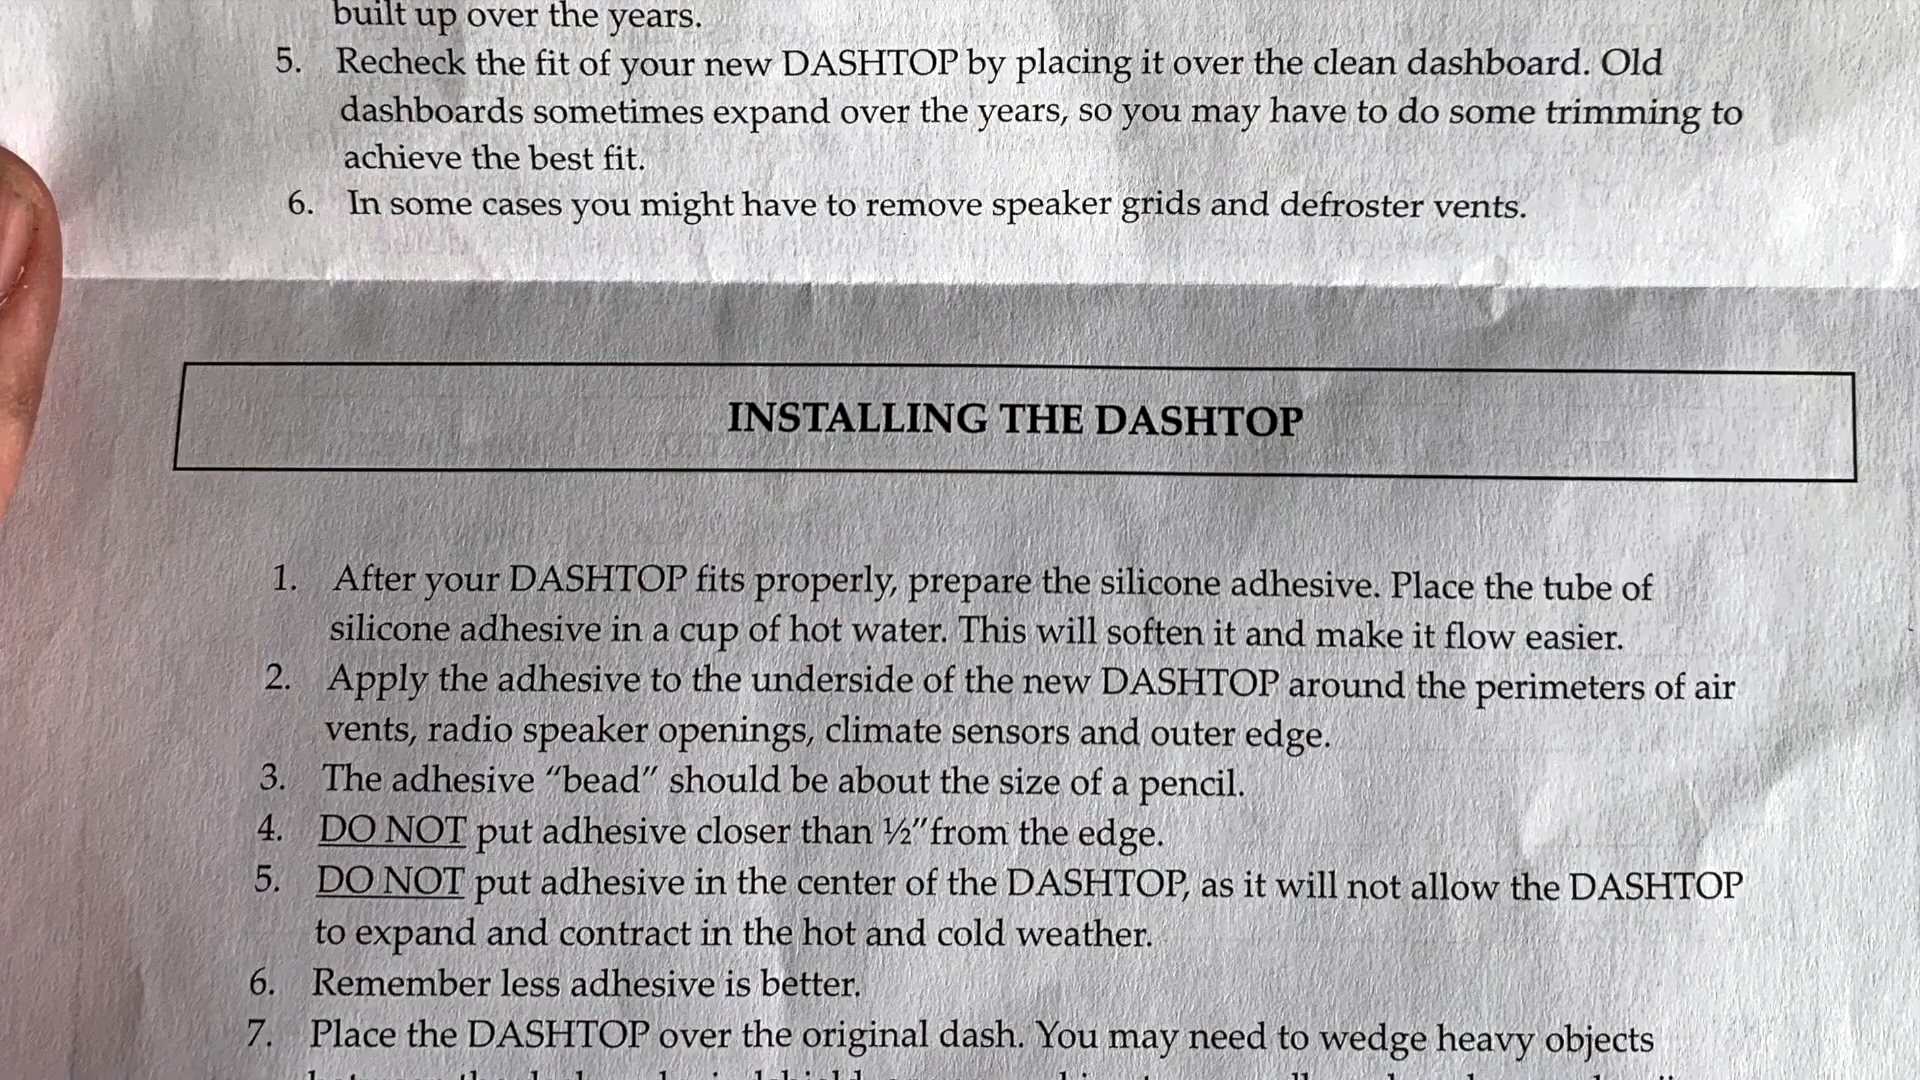 built up over the years.
5. Recheck the fit of your new DASHTOP by placing it over the clean dashboard. Old
dashboards sometimes expand over the years, so you may have to do some trimming to
achieve the best fit.
6. In some cases you might have to remove speaker grids and defroster vents.
INSTALLING THE DASHTOP
1. After your DASHTOP fits properly, prepare the silicone adhesive. Place the tube of
silicone adhesive in a cup of hot water. This will soften it and make it flow easier.
2. Apply the adhesive to the underside of the new DASHTOP around the perimeters of air
vents, radio speaker openings, climate sensors and outer edge.
3. The adhesive “bead” should be about the size of a pencil.
4. DO NOT put adhesive closer than ½” from the edge.
5. DO NOT put adhesive in the center of the DASHTOP, as it will not allow the DASHTOP
to expand and contract in the hot and cold weather.
6. Remember less adhesive is better.
7. Place the DASHTOP over the original dash. You may need to wedge heavy objects